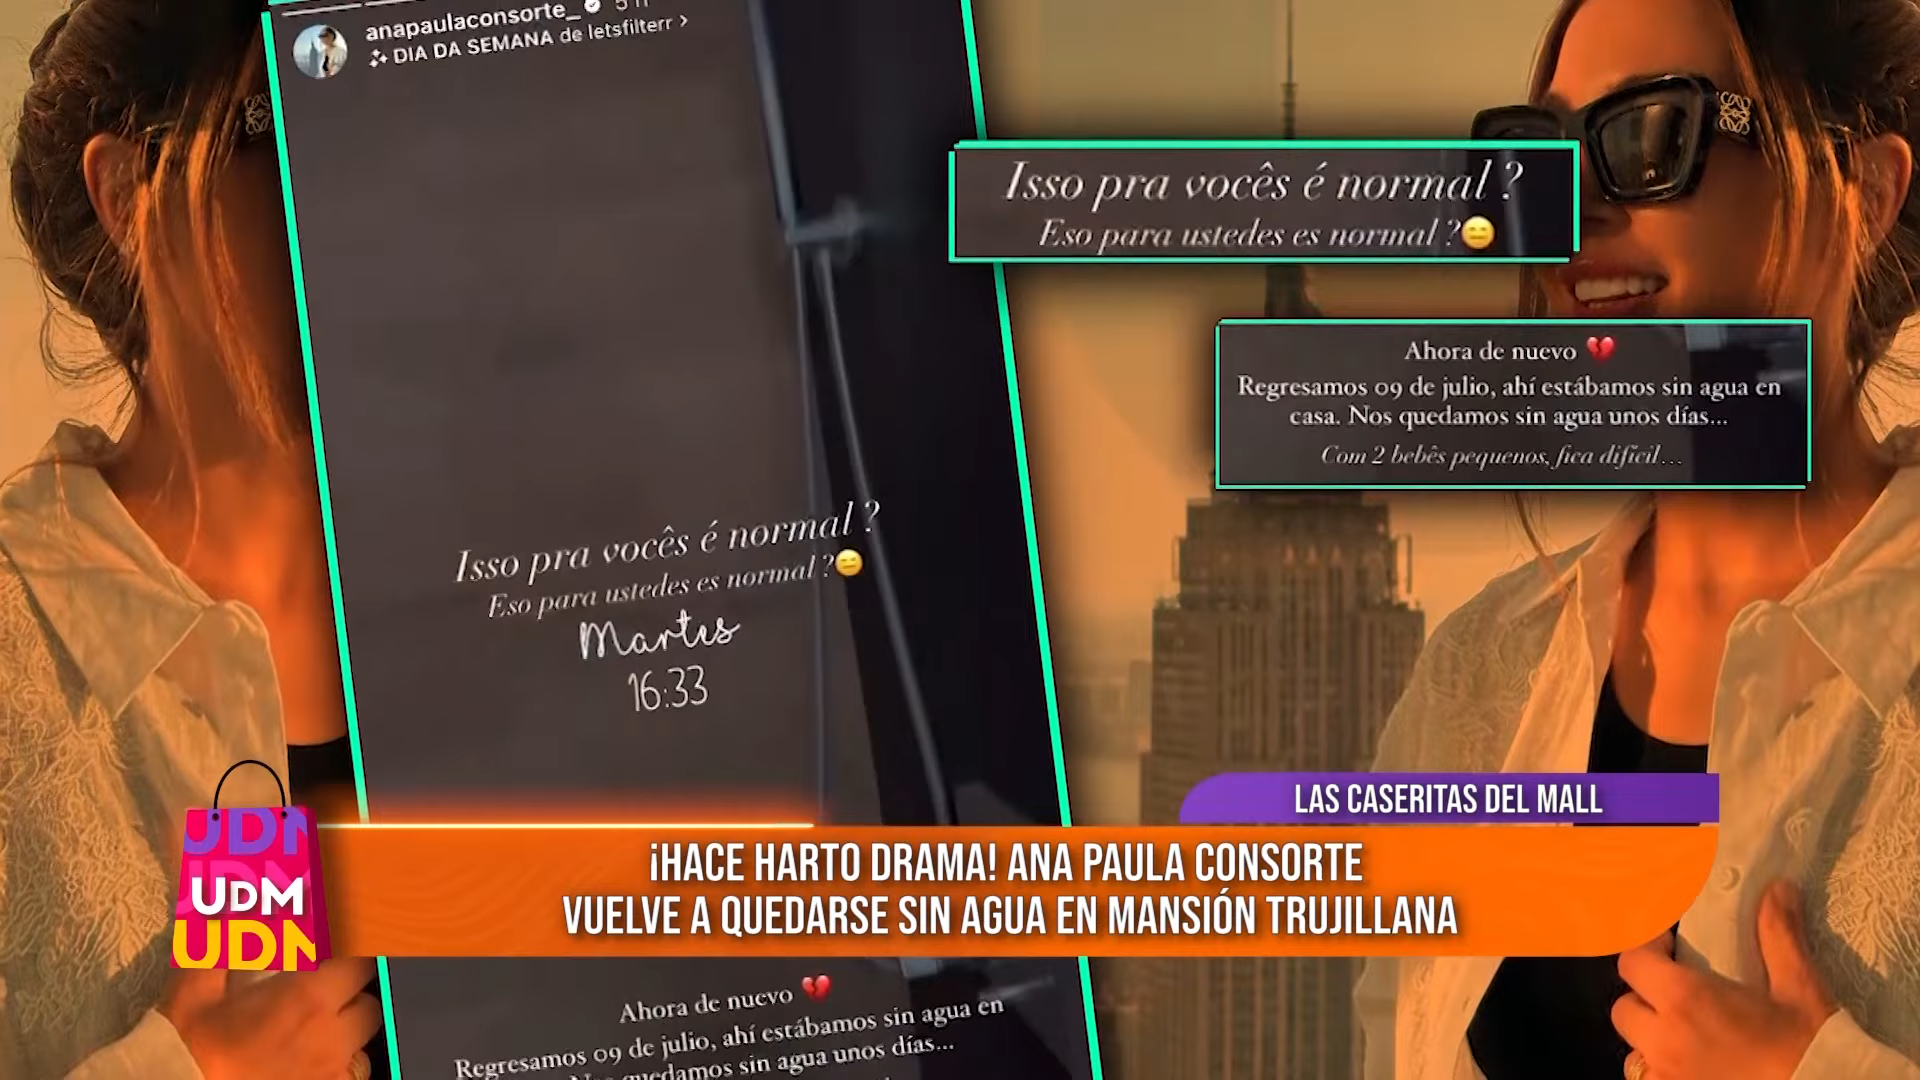 anapaulaconsorte_
DIA DA SEMANA de letsfilterr >
Isso pra vocês é normal ?
Eso para ustedes es normal ?😑
Ahora de nuevo 💔
Regresamos 09 de julio, ahí estábamos sin agua en
casa. Nos quedamos sin agua unos días...
Com 2 bebês pequenos, fica difícil...
Isso pra vocês é normal ?
Eso para ustedes es normal ?😑
Martes
16:33
LAS CASERITAS DEL MALL
¡HACE HARTO DRAMA! ANA PAULA CONSORTE
VUELVE A QUEDARSE SIN AGUA EN MANSIÓN TRUJILLANA
UDM
UDM
UDM
Ahora de nuevo 💔
Regresamos 09 de julio, ahí estábamos sin agua en
quedamos sin agua unos días...